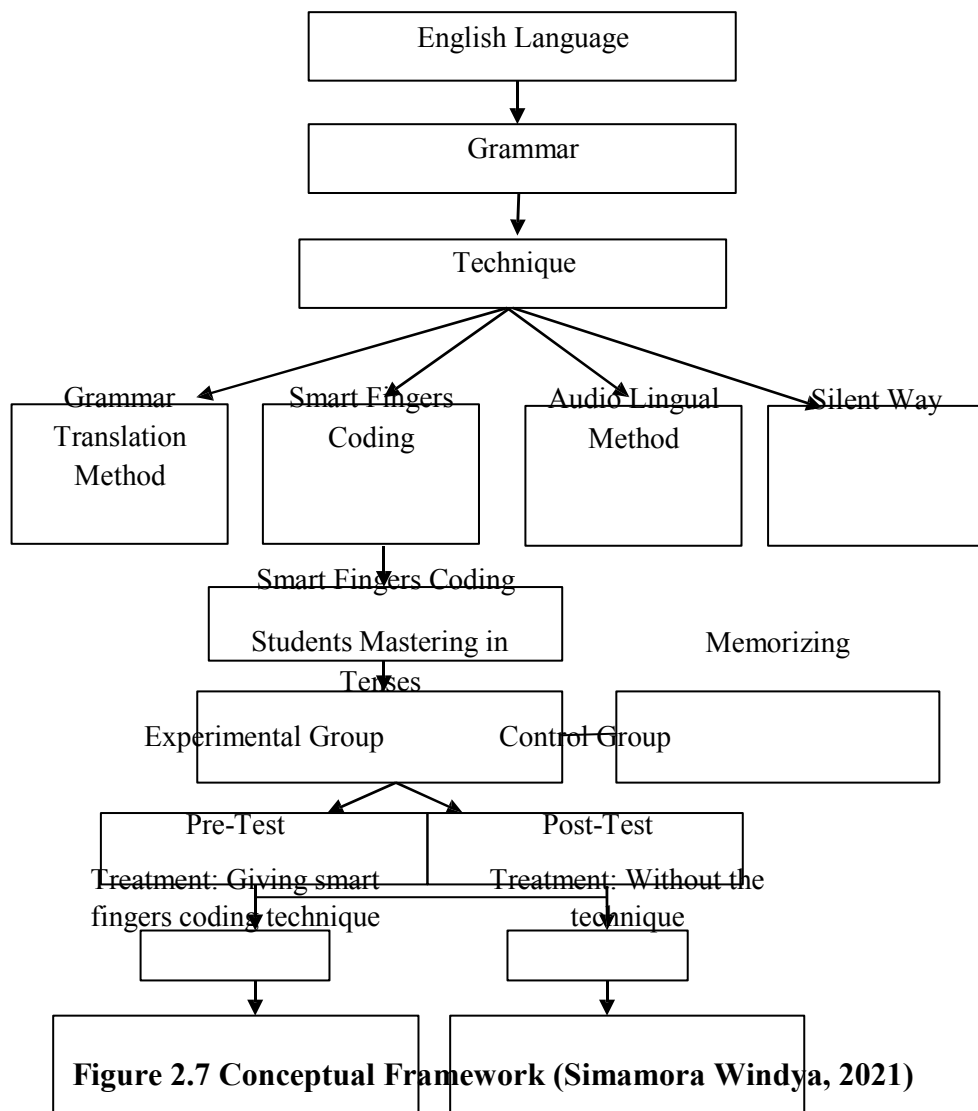 English Language
Grammar
Technique
Grammar
Translation
Method
Smart Fingers
Coding
Audio Lingual
Method
Silent Way
Smart Fingers Coding
Students Mastering in
Tenses
Memorizing
Experimental Group
Control Group
Pre-Test
Post-Test
Treatment: Giving smart
fingers coding technique
Treatment: Without the
technique
Figure 2.7 Conceptual Framework (Simamora Windya, 2021)